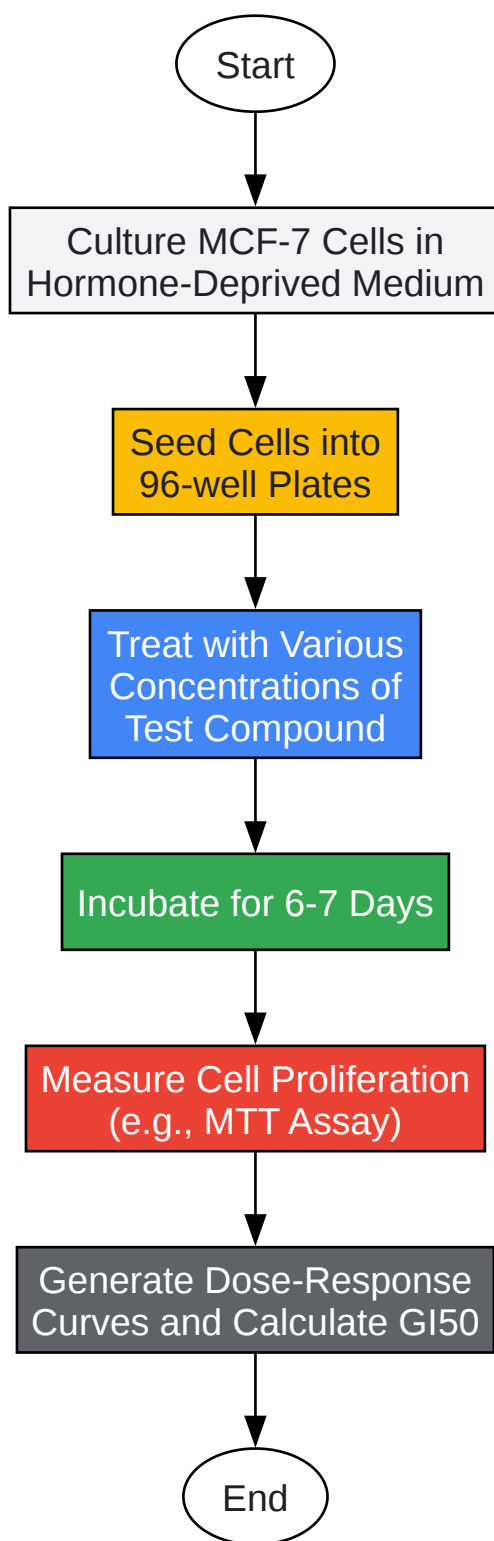 Start
Culture MCF-7 Cells in
Hormone-Deprived Medium
Seed Cells into
96-well Plates
Treat with Various
Concentrations of
Test Compound
Incubate for 6-7 Days
Measure Cell Proliferation
(e.g., MTT Assay)
Generate Dose-Response
Curves and Calculate GI50
End